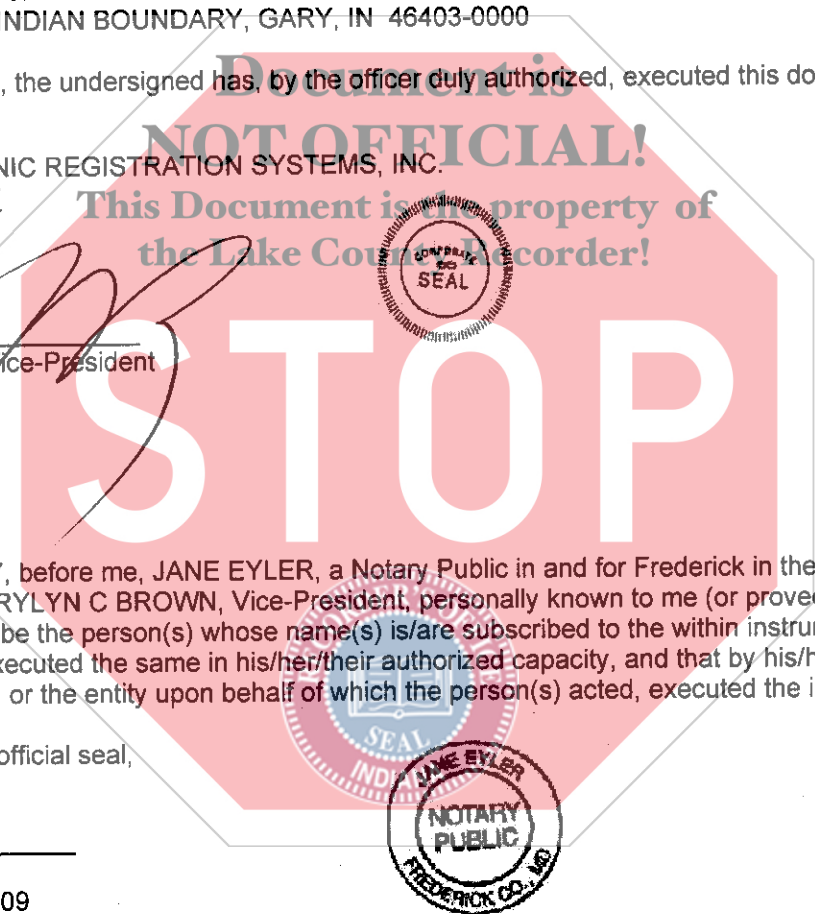 INDIAN BOUNDARY, GARY, IN 46403-0000
Document is
, the undersigned has, by the officer duly authorized, executed this do
NOT OFFICIAL!
NIC REGISTRATION SYSTEMS, INC.
This Document is the property of
the Lake County Recorder!
CORPORATE
SEAL
ice-President
STOP
, before me, JANE EYLER, a Notary Public in and for Frederick in the
RYLYN C BROWN, Vice-President, personally known to me (or proved
be the person(s) whose name(s) is/are subscribed to the within instru
xecuted the same in his/her/their authorized capacity, and that by his/h
or the entity upon behalf of which the person(s) acted, executed the i
SEAL
INDIANA
official seal,
JANE EYLER
NOTARY
PUBLIC
FREDERICK CO., MD
09